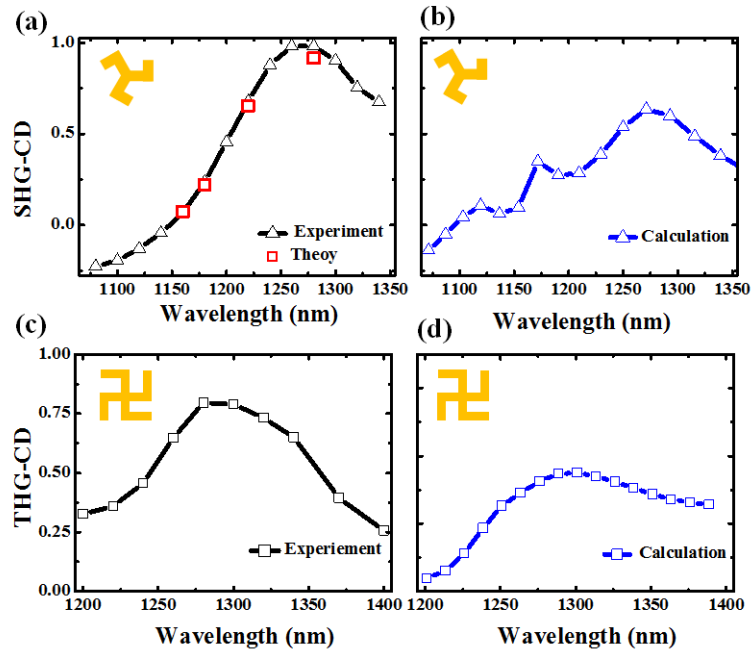 (a)
(b)
SHG-CD
1.0
0.5
0.0
Experiment
Theoy
Calculation
1100 1150 1200 1250 1300 1350
1100 1150 1200 1250 1300 1350
Wavelength (nm)
Wavelength (nm)
(c)
(d)
THG-CD
1.00
0.75
0.50
0.25
0.00
Experiement
Calculation
1200 1250 1300 1350 1400
1200 1250 1300 1350 1400
Wavelength (nm)
Wavelength (nm)